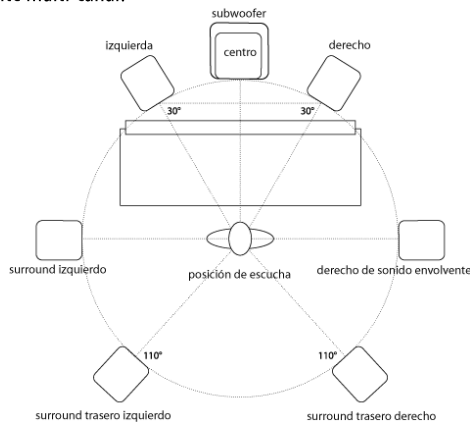 subwoofer
izquierda
centro
derecho
30°
30°
surround izquierdo
posición de escucha
derecho de sonido envolvente
110°
110°
surround trasero izquierdo
surround trasero derecho